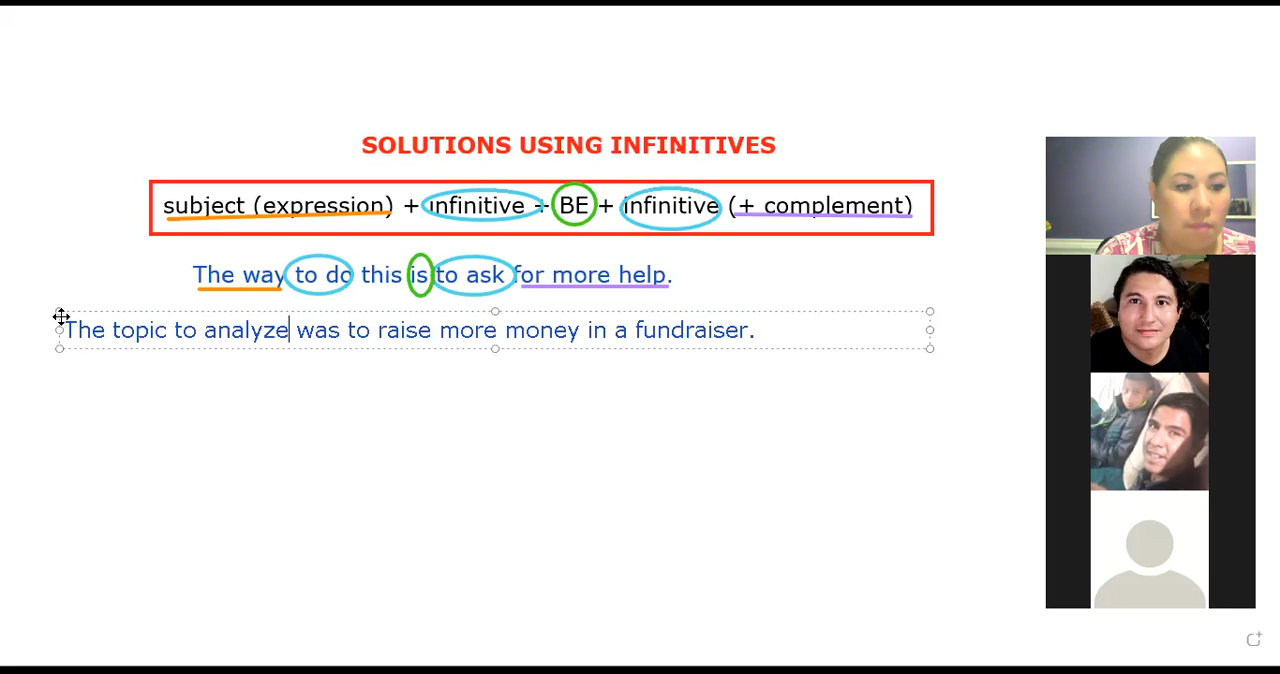 SOLUTIONS USING INFINITIVES
subject (expression) + infinitive + BE + infinitive (+ complement)
The way to do this is to ask for more help.
The topic to analyze was to raise more money in a fundraiser.